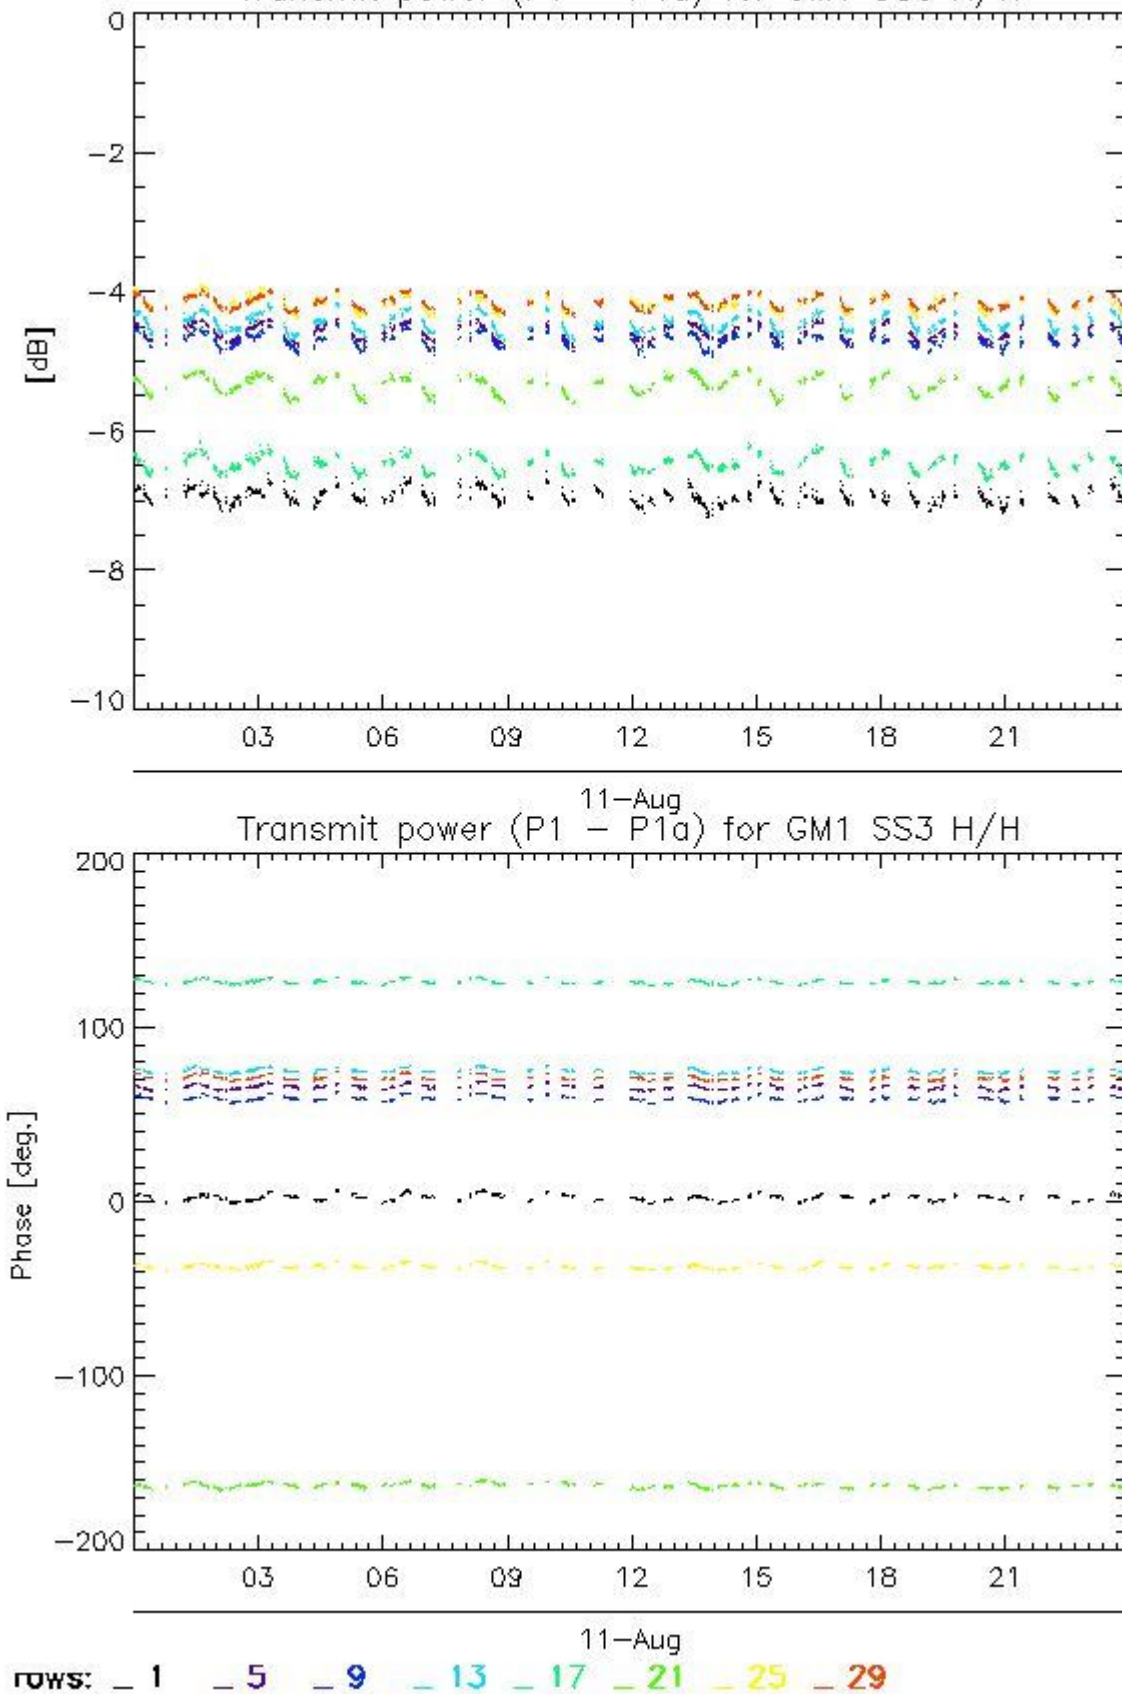 0
-2
-4
[dB]
-6
-8
-10
03 06 09 12 15 18 21
11-Aug
Transmit power (P1 - P1a) for GM1 SS3 H/H
200
100
Phase [deg.]
0
-100
-200
03 06 09 12 15 18 21
11-Aug
rows: _ 1 _ 5 _ 9 _ 13 _ 17 _ 21 _ 25 _ 29